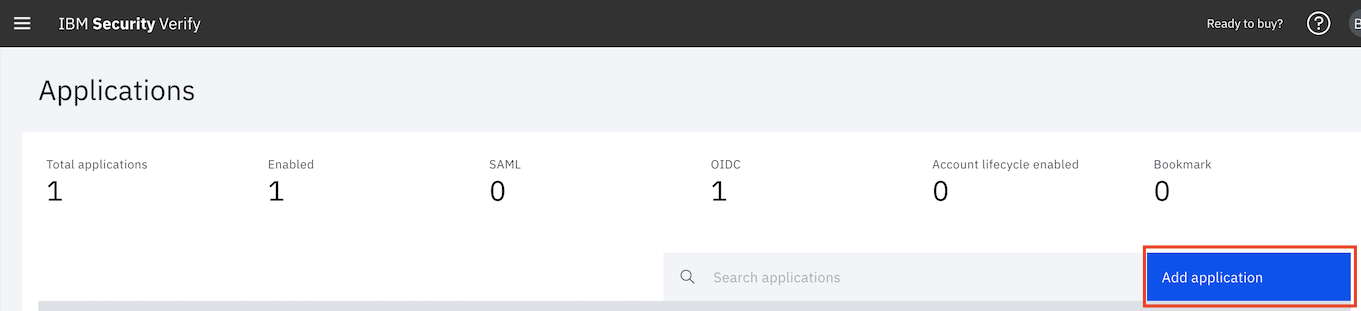 IBM Security Verify
Ready to buy?
?
B
Applications
Total applications
1
Enabled
1
SAML
0
OIDC
1
Account lifecycle enabled
0
Bookmark
0
Search applications
Add application